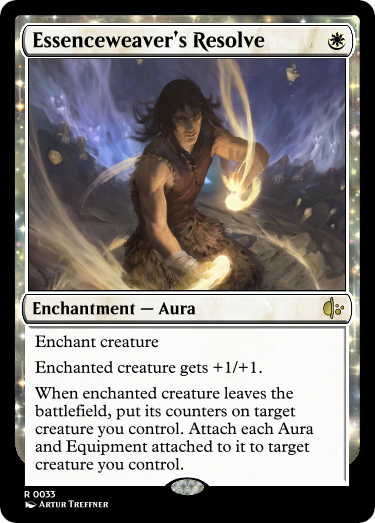 Essenceweaver's Resolve
Enchantment — Aura
Enchant creature
Enchanted creature gets +1/+1.
When enchanted creature leaves the
battlefield, put its counters on target
creature you control. Attach each Aura
and Equipment attached to it to target
creature you control.
R 0033
Artur Treffner